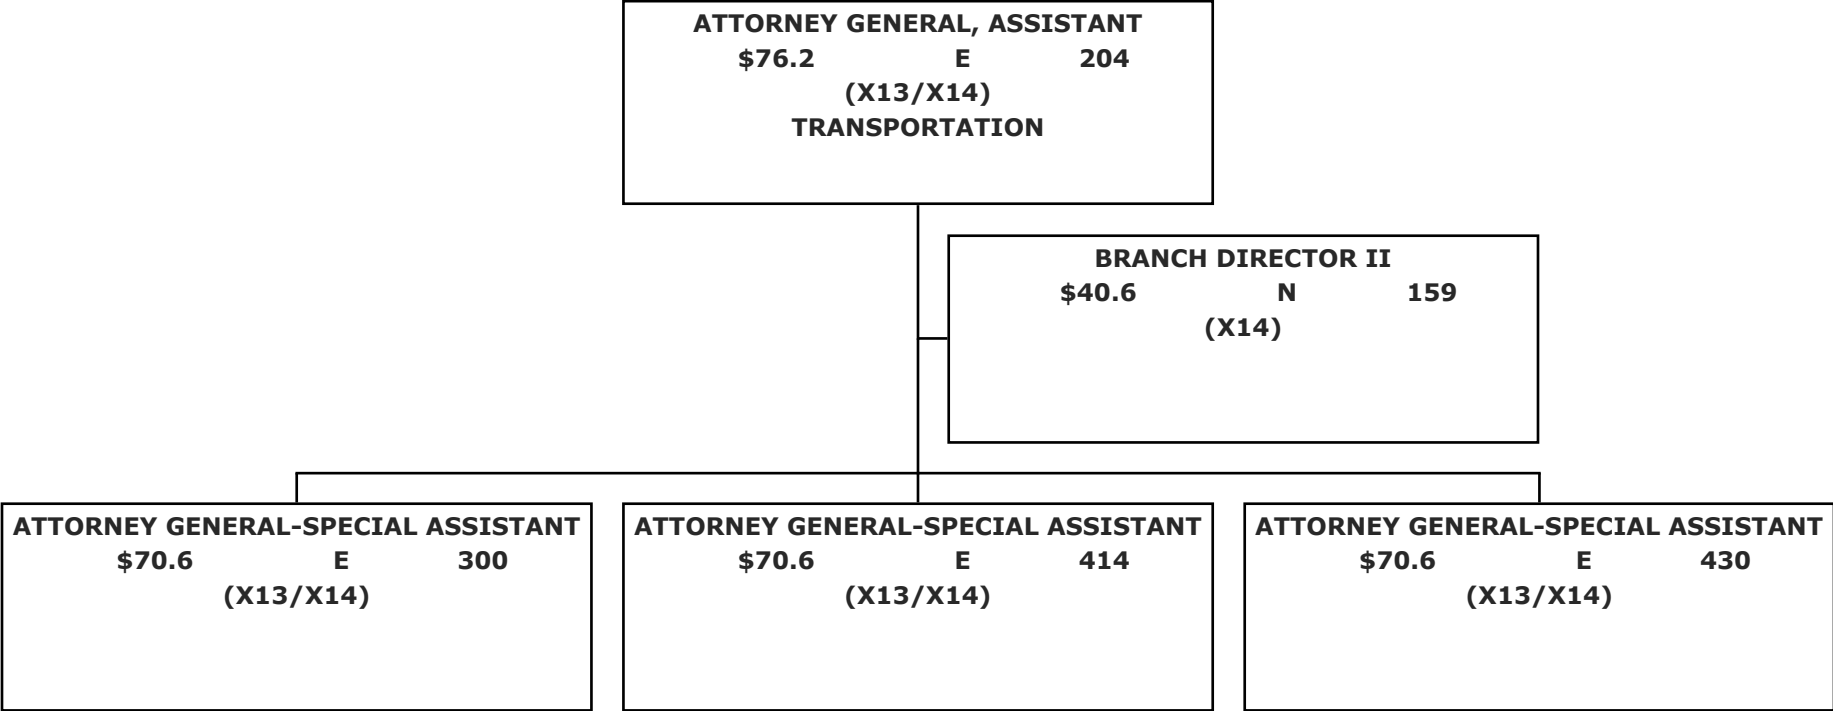 ATTORNEY GENERAL, ASSISTANT
$76.2 E 204
(X13/X14)
TRANSPORTATION
BRANCH DIRECTOR II
$40.6 N 159
(X14)
ATTORNEY GENERAL-SPECIAL ASSISTANT
$70.6 E 300
(X13/X14)
ATTORNEY GENERAL-SPECIAL ASSISTANT
$70.6 E 414
(X13/X14)
ATTORNEY GENERAL-SPECIAL ASSISTANT
$70.6 E 430
(X13/X14)